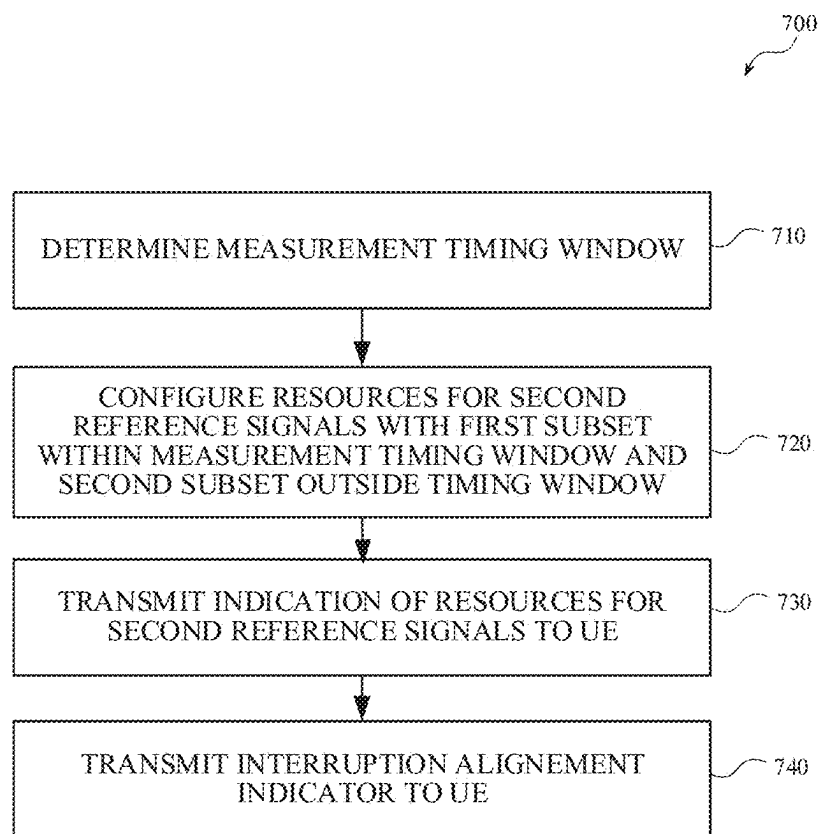 700
DETERMINE MEASUREMENT TIMING WINDOW
710
CONFIGURE RESOURCES FOR SECOND
REFERENCE SIGNALS WITH FIRST SUBSET
WITHIN MEASUREMENT TIMING WINDOW AND
SECOND SUBSET OUTSIDE TIMING WINDOW
720
TRANSMIT INDICATION OF RESOURCES FOR
SECOND REFERENCE SIGNALS TO UE
730
TRANSMIT INTERRUPTION ALIGNEMENT
INDICATOR TO UE
740